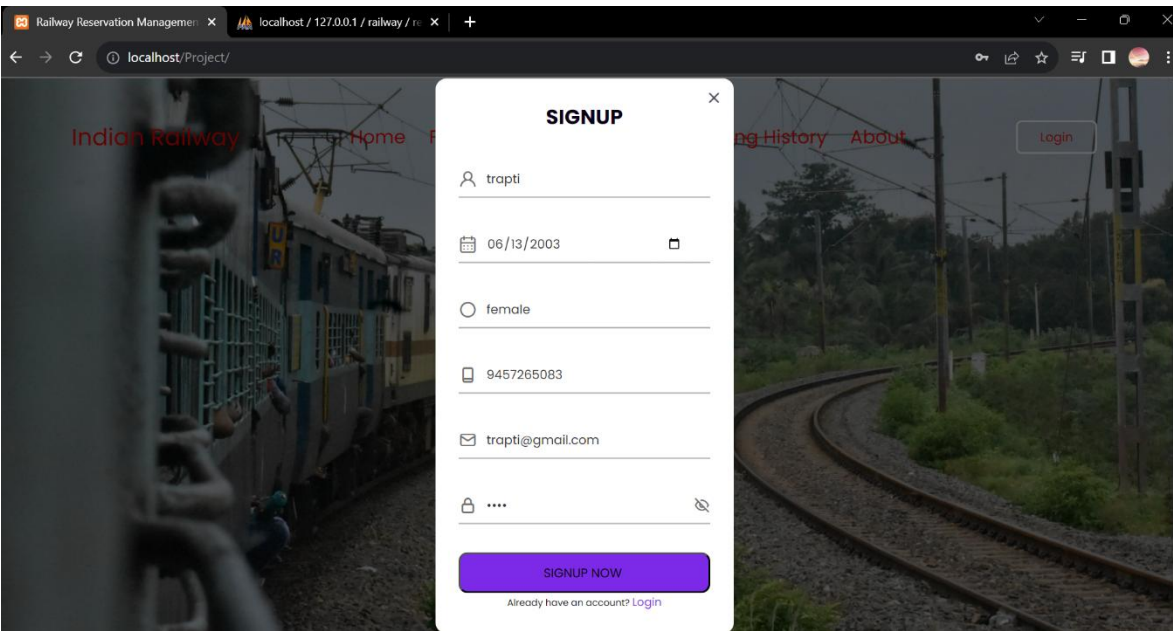 Railway Reservation Managemen
localhost / 127.0.0.1 / railway / re
localhost/Project/
Indian Railway
Home
ng History
About
Login
SIGNUP
trapti
06/13/2003
female
9457265083
trapti@gmail.com
••••
SIGNUP NOW
Already have an account? Login
UR